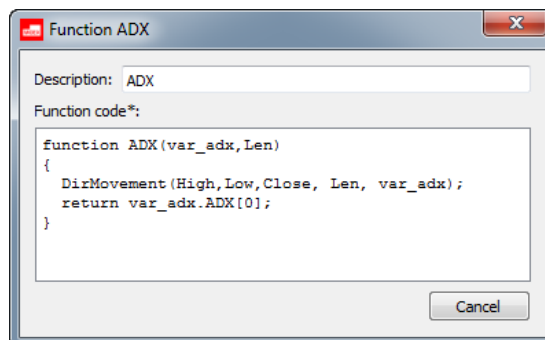 Function ADX
Description: ADX
Function code*:
function ADX(var_adx,Len)
{
DirMovement(High,Low,Close, Len, var_adx);
return var_adx.ADX[0];
}
Cancel